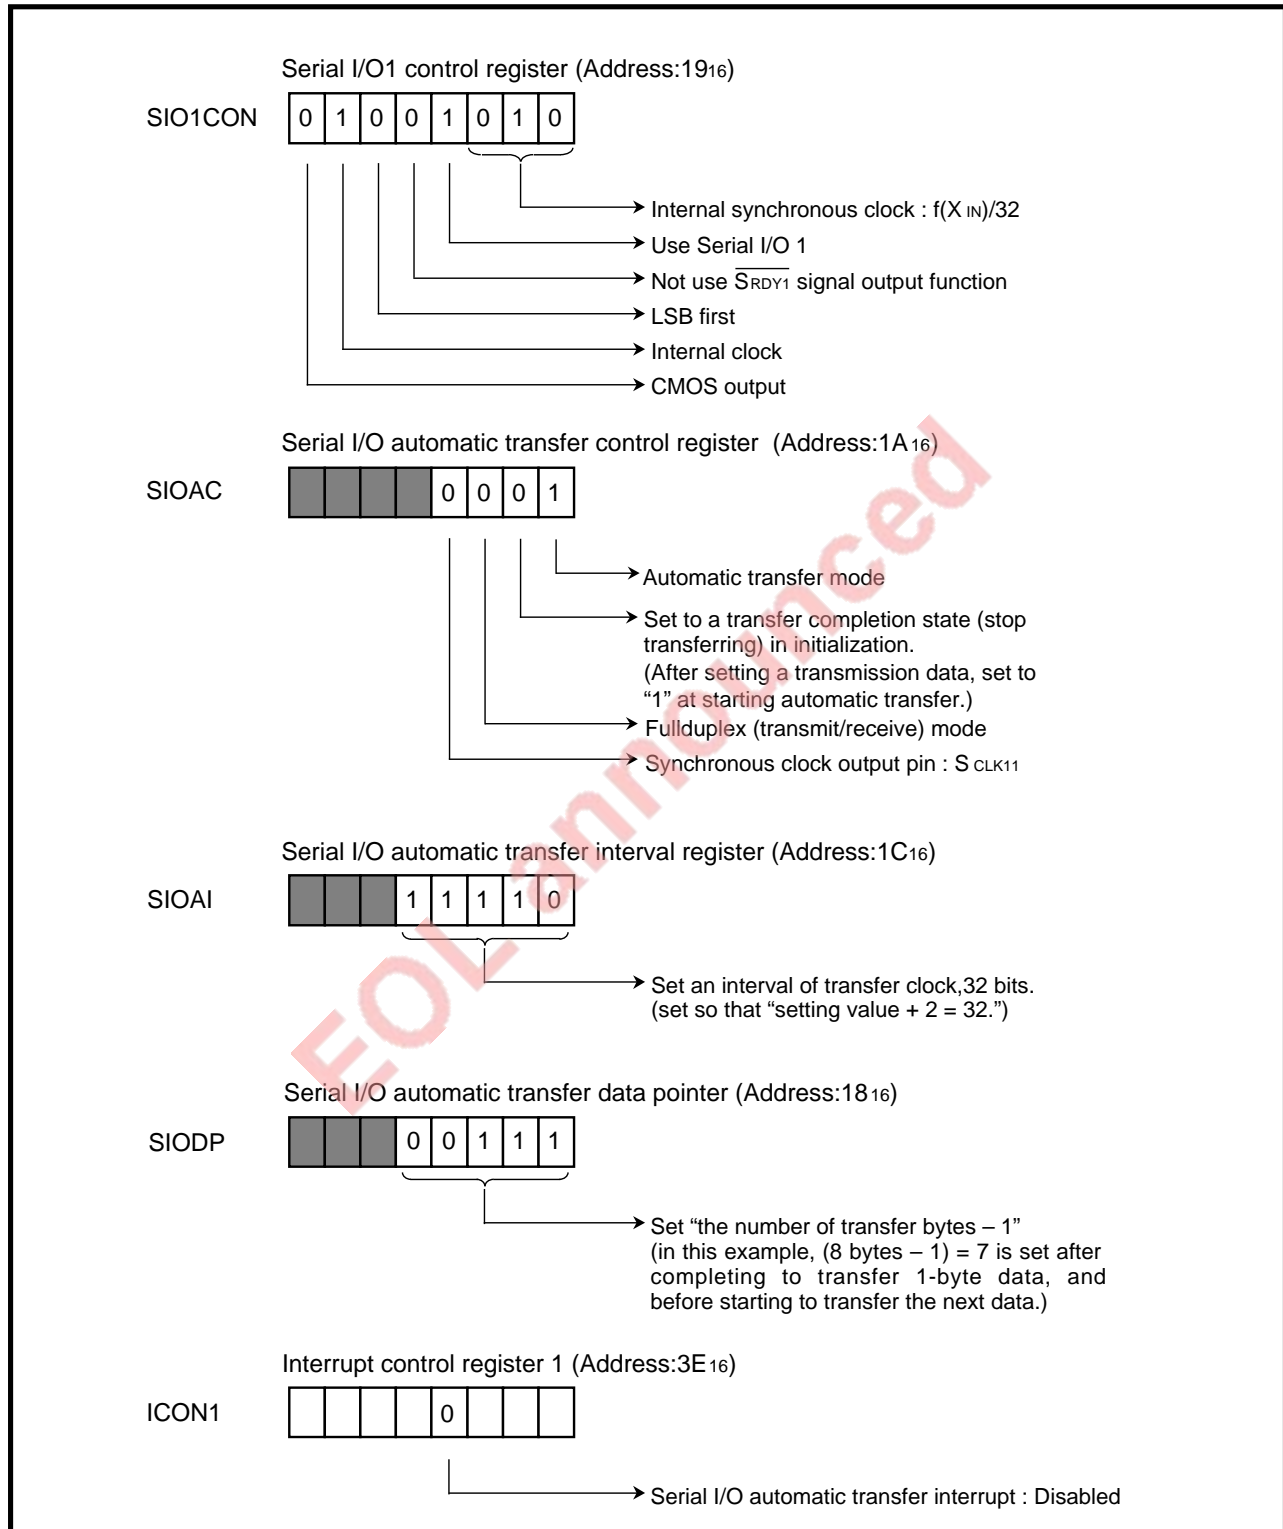 Serial I/O1 control register (Address:1916)
SIO1CON 0 1 0 0 1 0 1 0
Internal synchronous clock : f(X IN)/32
Use Serial I/O 1
Not use SRDY1 signal output function
LSB first
Internal clock
CMOS output
Serial I/O automatic transfer control register (Address:1A16)
SIOAC 0 0 0 1
Automatic transfer mode
Set to a transfer completion state (stop
transferring) in initialization.
(After setting a transmission data, set to
“1” at starting automatic transfer.)
Fullduplex (transmit/receive) mode
Synchronous clock output pin : S CLK11
Serial I/O automatic transfer interval register (Address:1C16)
SIOAI 1 1 1 1 0
Set an interval of transfer clock,32 bits.
(set so that “setting value + 2 = 32.”)
Serial I/O automatic transfer data pointer (Address:1816)
SIODP 0 0 1 1 1
Set “the number of transfer bytes – 1”
(in this example, (8 bytes – 1) = 7 is set after
completing to transfer 1-byte data, and
before starting to transfer the next data.)
Interrupt control register 1 (Address:3E16)
ICON1 0
Serial I/O automatic transfer interrupt : Disabled
EOL announced